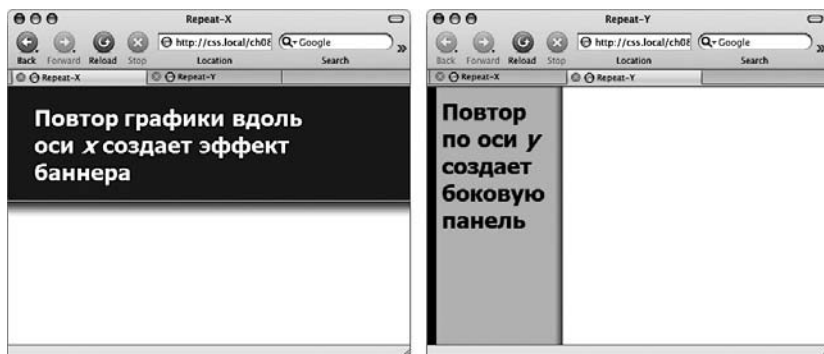 Repeat-X
http://css.local/ch08
Google
Back Forward Reload Stop Location Search
Repeat-X Repeat-Y
Повтор графики вдоль
оси x создает эффект
баннера
Repeat-Y
http://css.local/ch08
Google
Back Forward Reload Stop Location Search
Repeat-X Repeat-Y
Повтор
по оси y
создает
боковую
панель